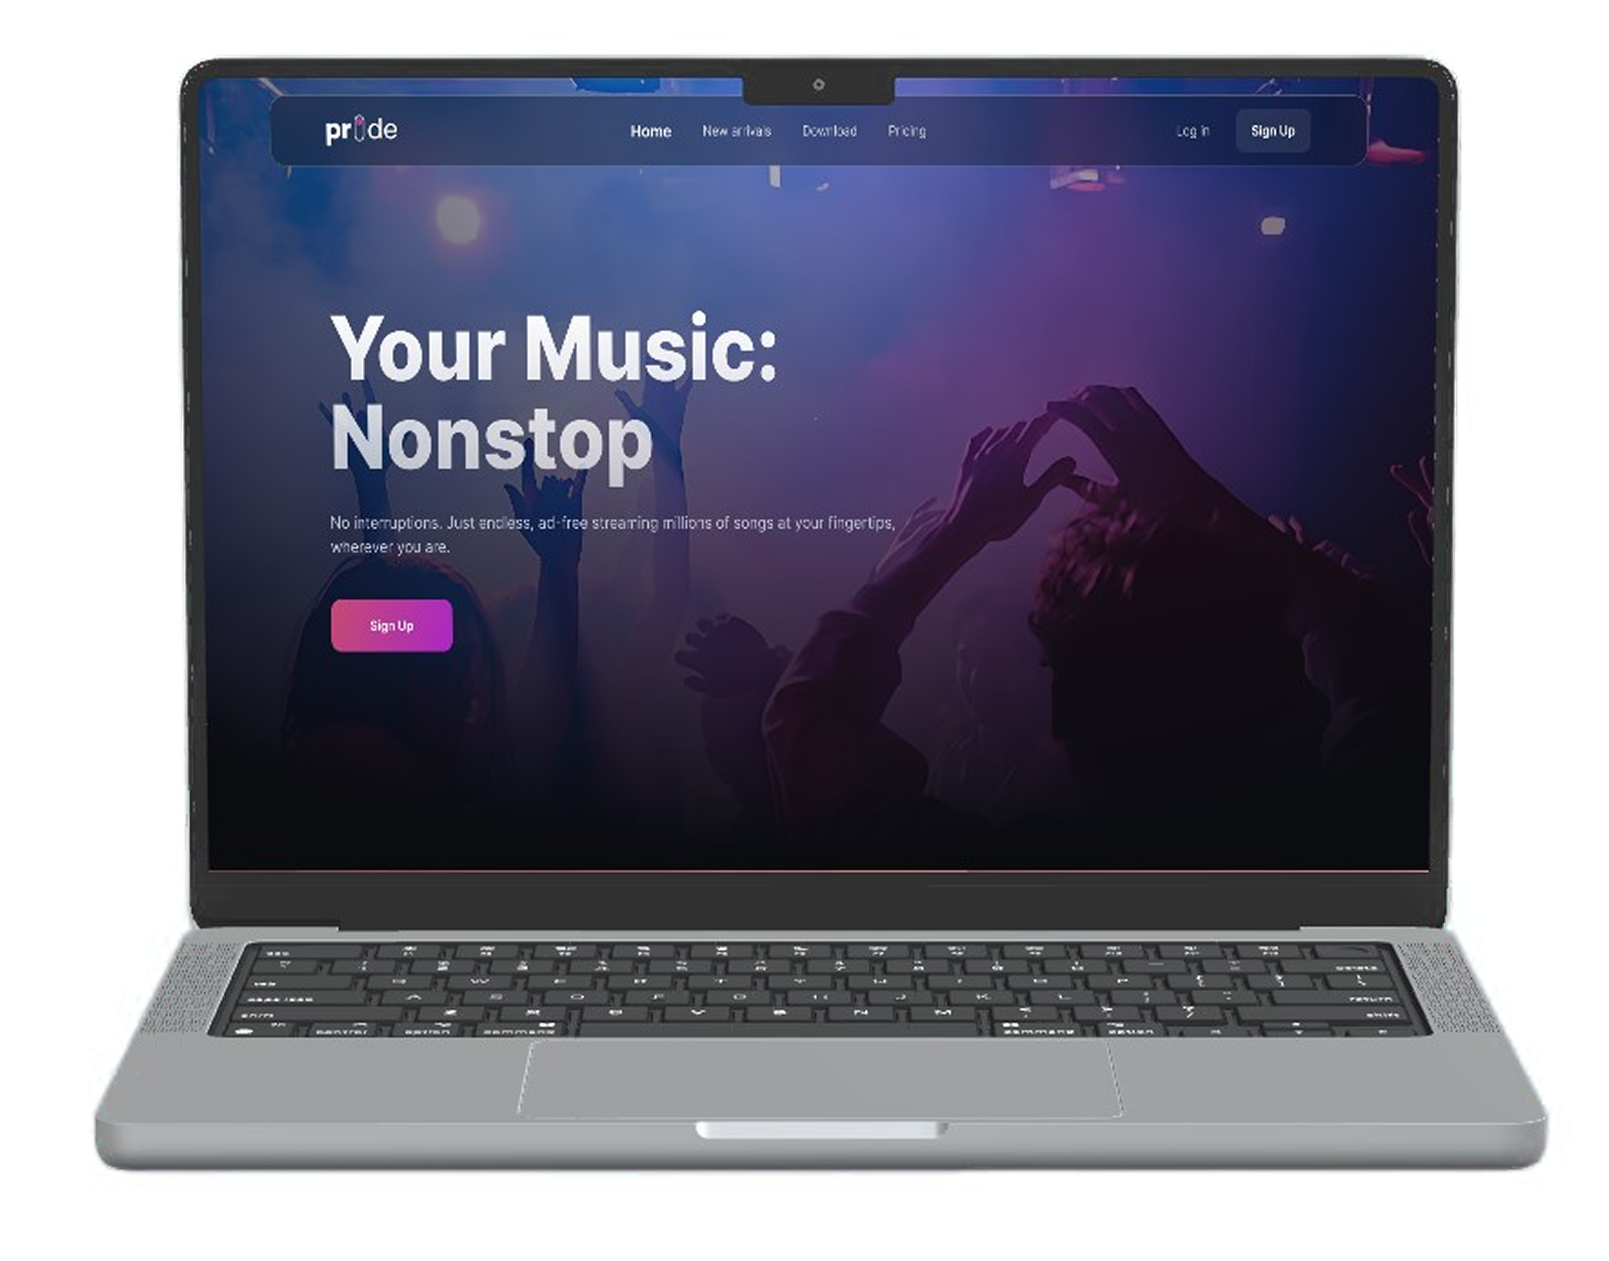 pride
Home
New arrivals
Download
Pricing
Log in
Sign Up
Your Music:
Nonstop
No interruptions. Just endless, ad-free streaming millions of songs at your fingertips,
wherever you are.
Sign Up